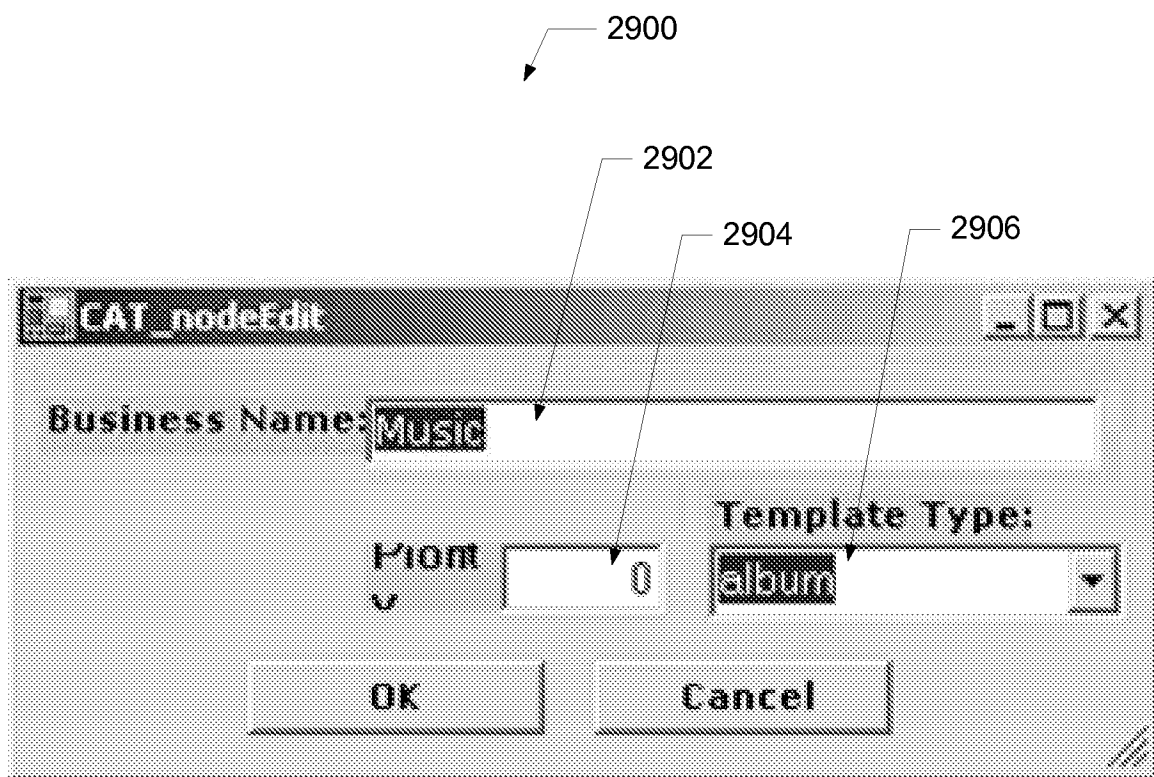 2900
2902
2904
2906
CAT_nodeEdit
Business Name:
Music
Template Type:
0
album
OK
Cancel